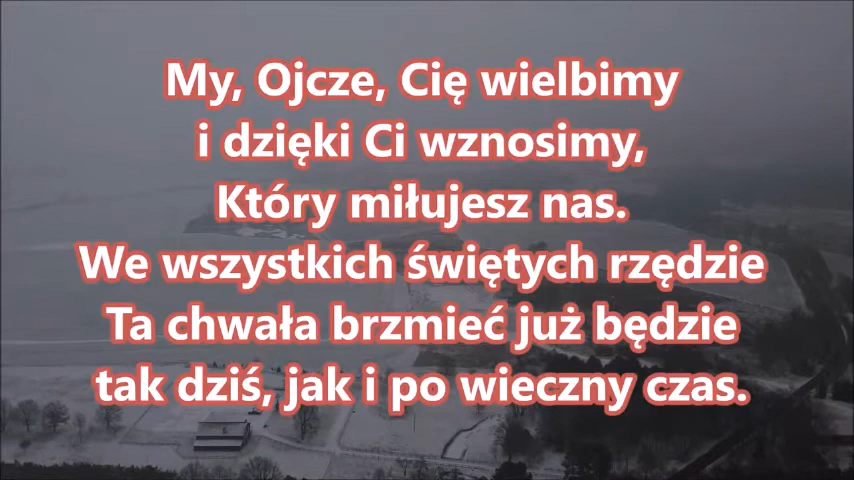 My, Ojcze, Cię wielbimy
i dzięki Ci wznosimy,
Który miłujesz nas.
We wszystkich świętych rzędzie
Ta chwała brzmieć już będzie
tak dziś, jak i po wieczny czas.